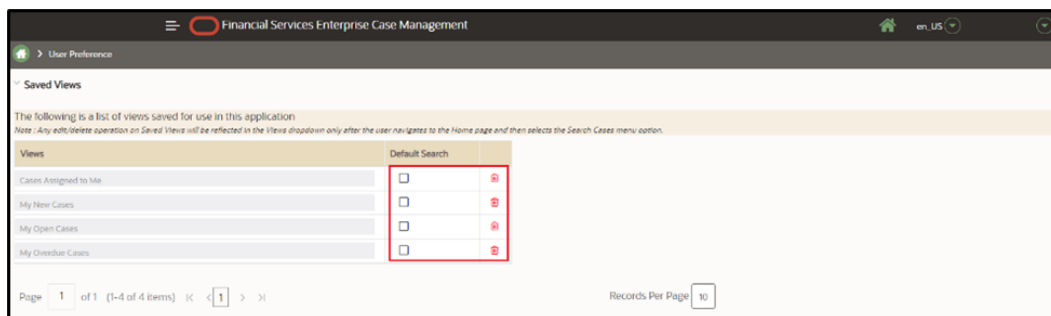 Financial Services Enterprise Case Management en_US
> User Preference
Saved Views
The following is a list of views saved for use in this application
Note : Any edit/delete operation on Saved Views will be reflected in the Views dropdown only after the user navigates to the Home page and then selects the Search Cases menu option.
Views Default Search
Cases Assigned to Me
My New Cases
My Open Cases
My Overdue Cases
Page 1 of 1 (1-4 of 4 items) |< < 1 > >| Records Per Page 10